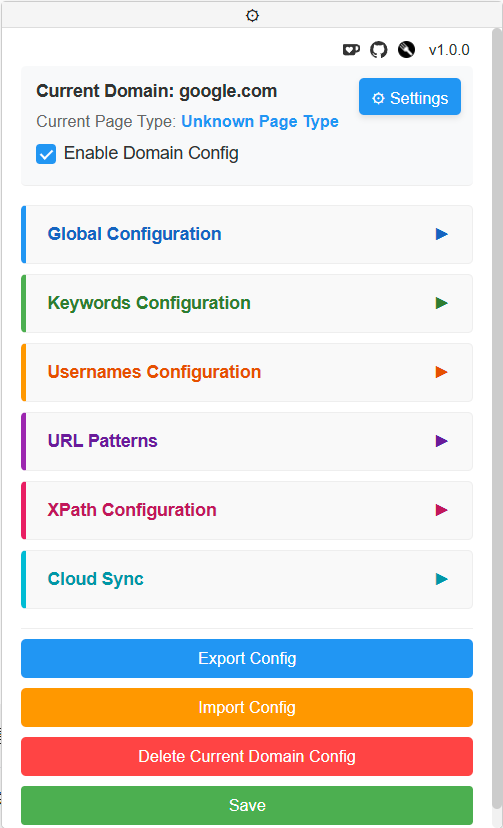 v1.0.0
Current Domain: google.com
Settings
Current Page Type: Unknown Page Type
Enable Domain Config
Global Configuration
Keywords Configuration
Usernames Configuration
URL Patterns
XPath Configuration
Cloud Sync
Export Config
Import Config
Delete Current Domain Config
Save